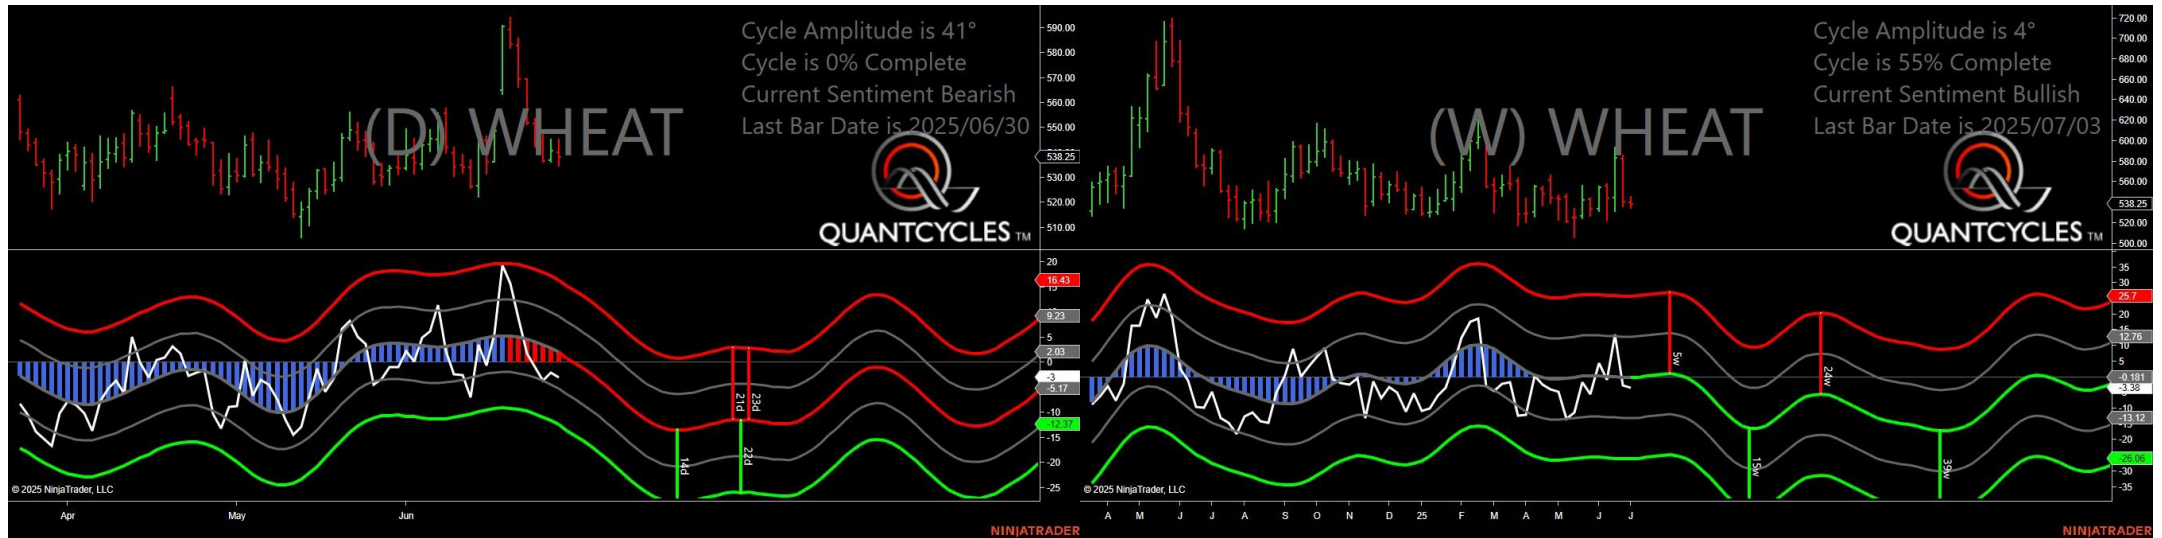 Cycle Amplitude is 41°
Cycle is 0% Complete
Current Sentiment Bearish
Last Bar Date is 2025/06/30
(D) WHEAT
QUANTCYCLES TM
590.00
580.00
570.00
560.00
550.00
538.25
530.00
520.00
510.00
20
16.43
15
9.23
5
2.03
0
-3
-5.17
-10
-12.37
-15
-20
-25
14d
21d
22d
23d
© 2025 NinjaTrader, LLC
Apr
May
Jun
NINJATRADER
Cycle Amplitude is 4°
Cycle is 55% Complete
Current Sentiment Bullish
Last Bar Date is 2025/07/03
(W) WHEAT
QUANTCYCLES TM
720.00
700.00
680.00
660.00
640.00
620.00
600.00
580.00
560.00
538.25
520.00
500.00
35
30
25.7
20
15
12.76
10
5
-0.181
-3.38
-10
-13.12
-20
-26.06
-30
-35
5w
15w
24w
39w
© 2025 NinjaTrader, LLC
A
M
J
J
A
S
O
N
D
25
F
M
A
M
J
J
NINJATRADER